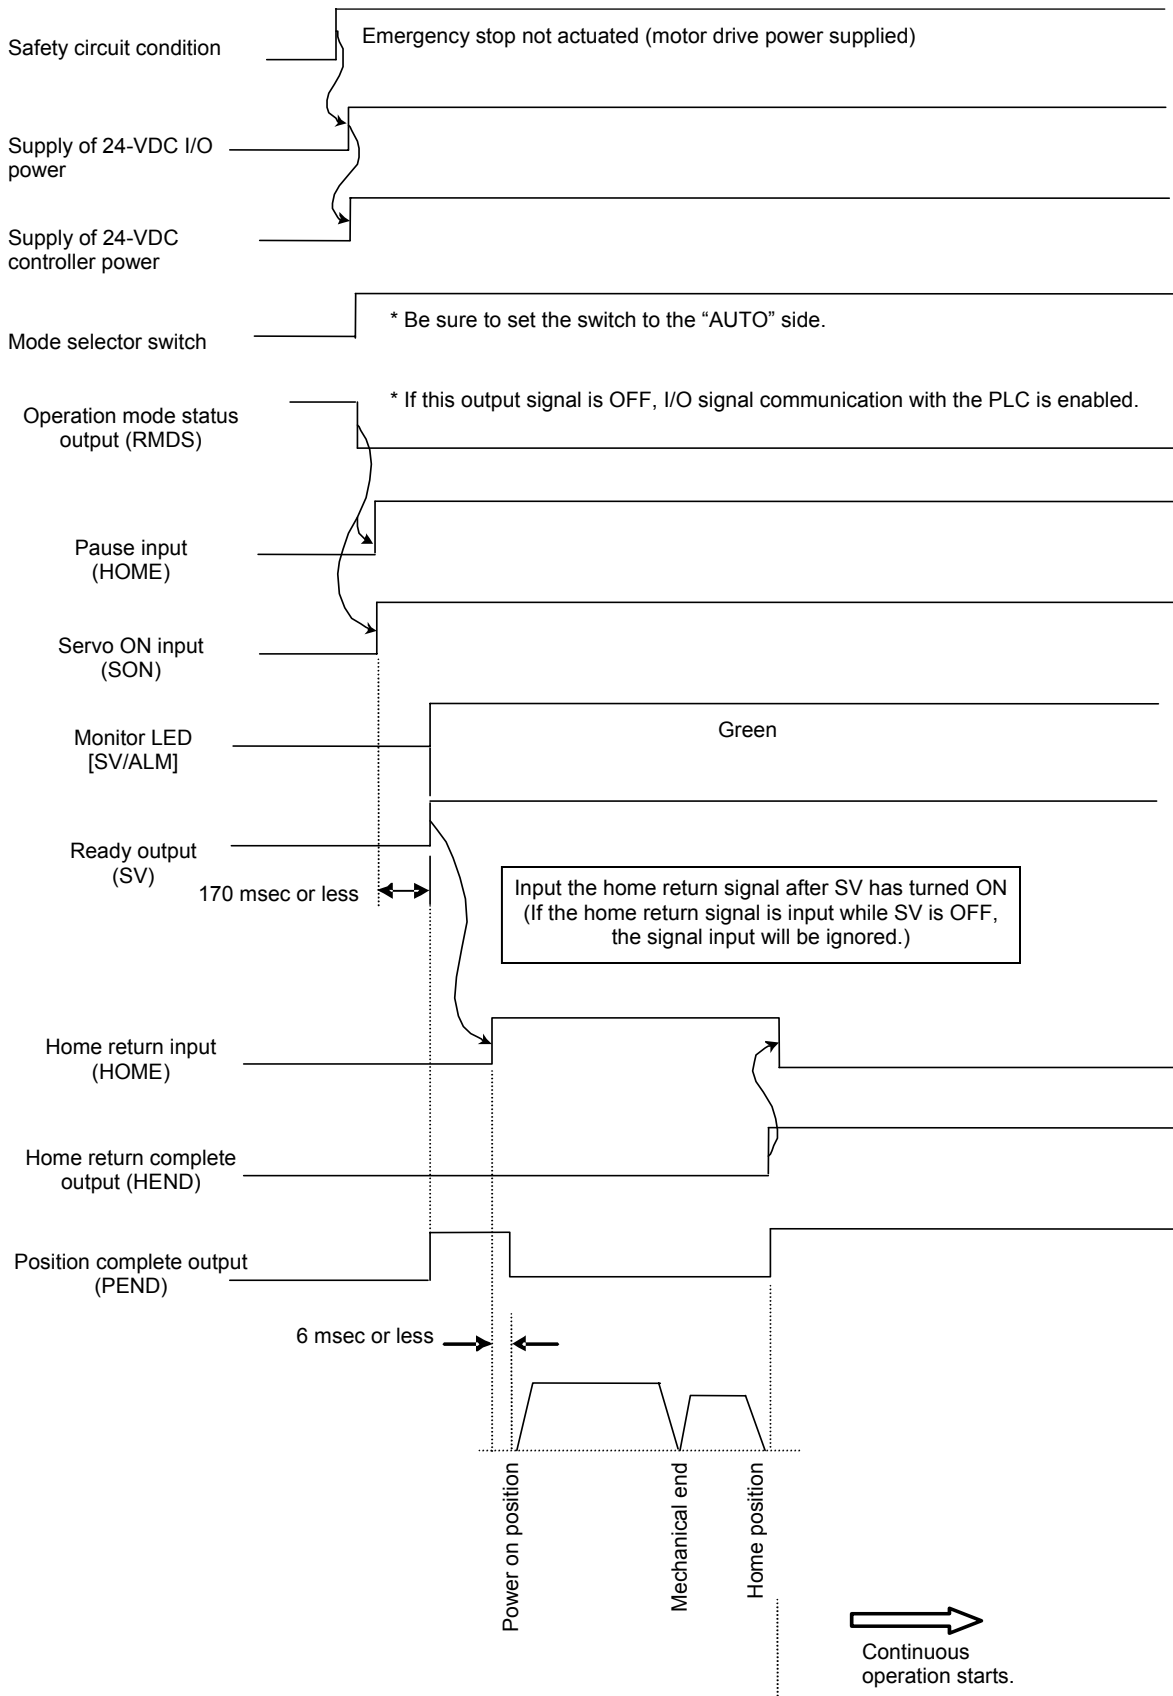 Emergency stop not actuated (motor drive power supplied)
Safety circuit condition
Supply of 24-VDC I/O
power
Supply of 24-VDC
controller power
* Be sure to set the switch to the “AUTO” side.
Mode selector switch
* If this output signal is OFF, I/O signal communication with the PLC is enabled.
Operation mode status
output (RMDS)
Pause input
(HOME)
Servo ON input
(SON)
Monitor LED
[SV/ALM]
Green
Ready output
(SV)
170 msec or less
Input the home return signal after SV has turned ON
(If the home return signal is input while SV is OFF,
the signal input will be ignored.)
Home return input
(HOME)
Home return complete
output (HEND)
Position complete output
(PEND)
6 msec or less
Power on position
Mechanical end
Home position
Continuous
operation starts.